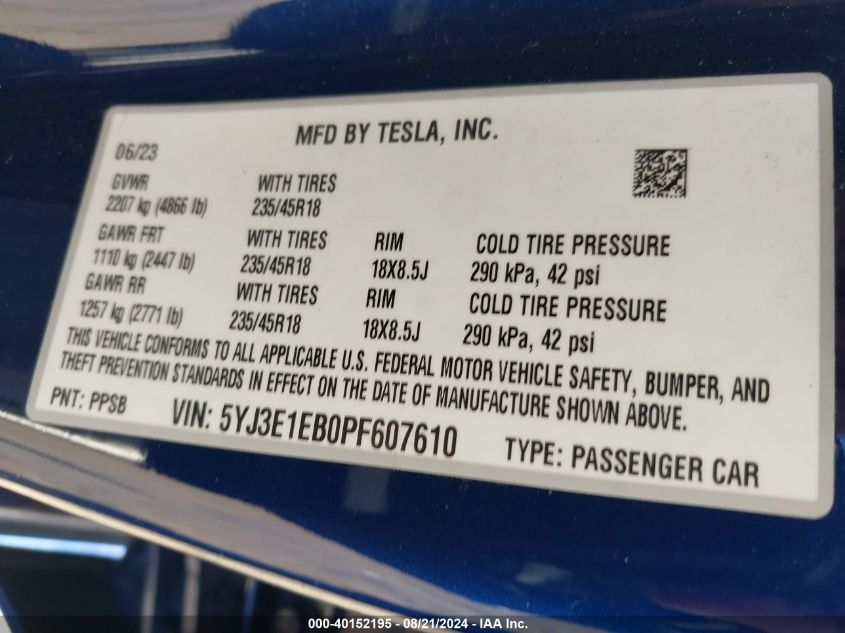 MFD BY TESLA, INC.
06/23
GVWR WITH TIRES
2207 kg (4866 lb) 235/45R18
GAWR FRT WITH TIRES RIM COLD TIRE PRESSURE
1110 kg (2447 lb) 235/45R18 18X8.5J 290 kPa, 42 psi
GAWR RR WITH TIRES RIM COLD TIRE PRESSURE
1257 kg (2771 lb) 235/45R18 18X8.5J 290 kPa, 42 psi
THIS VEHICLE CONFORMS TO ALL APPLICABLE U.S. FEDERAL MOTOR VEHICLE SAFETY, BUMPER, AND
THEFT PREVENTION STANDARDS IN EFFECT ON THE DATE OF MANUFACTURE SHOWN ABOVE.
PNT: PPSB VIN: 5YJ3E1EB0PF607610 TYPE: PASSENGER CAR
000-40152195 - 08/21/2024 - IAA Inc.